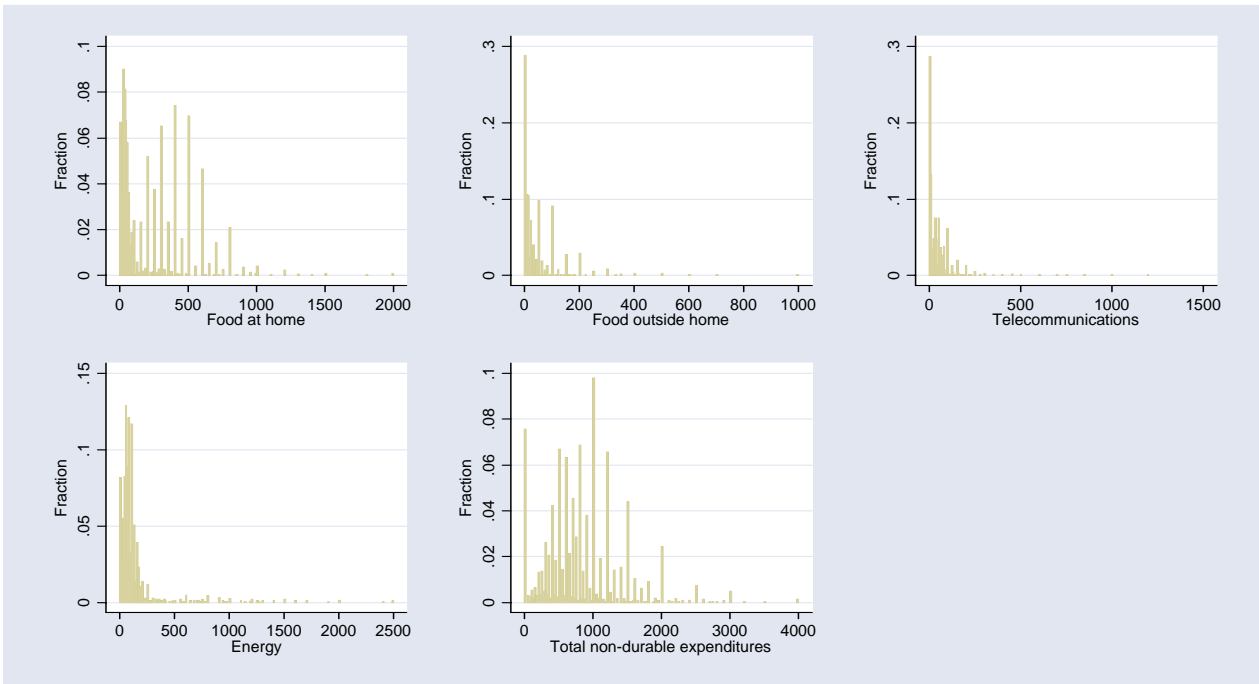 .1
.08
.06
.04
.02
0
Fraction
0 500 1000 1500 2000
Food at home
.3
.2
.1
0
Fraction
0 200 400 600 800 1000
Food outside home
.3
.2
.1
0
Fraction
0 500 1000 1500
Telecommunications
.15
.1
.05
0
Fraction
0 500 1000 1500 2000 2500
Energy
.1
.08
.06
.04
.02
0
Fraction
0 1000 2000 3000 4000
Total non-durable expenditures